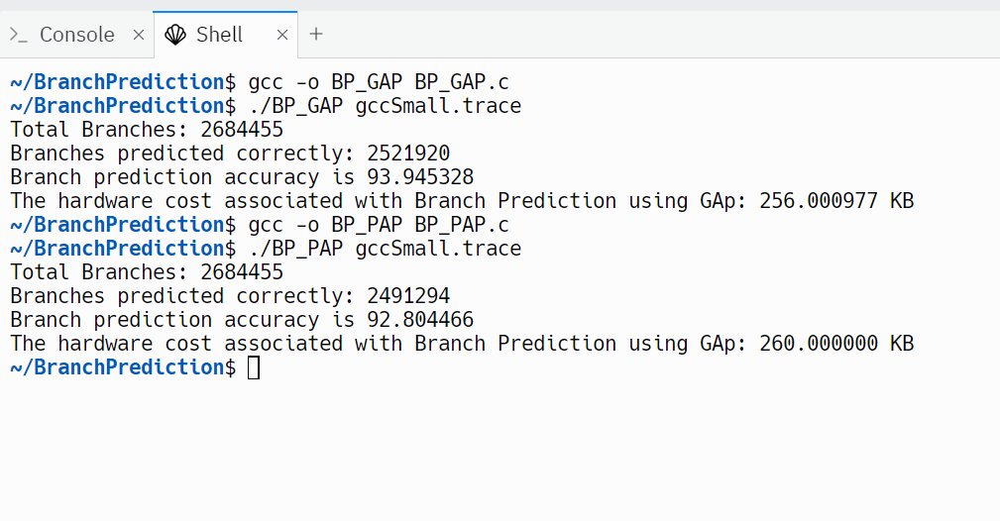 >_ Console × Shell × +
~/BranchPrediction$ gcc -o BP_GAP BP_GAP.c
~/BranchPrediction$ ./BP_GAP gccSmall.trace
Total Branches: 2684455
Branches predicted correctly: 2521920
Branch prediction accuracy is 93.945328
The hardware cost associated with Branch Prediction using GAp: 256.000977 KB
~/BranchPrediction$ gcc -o BP_PAP BP_PAP.c
~/BranchPrediction$ ./BP_PAP gccSmall.trace
Total Branches: 2684455
Branches predicted correctly: 2491294
Branch prediction accuracy is 92.804466
The hardware cost associated with Branch Prediction using GAp: 260.000000 KB
~/BranchPrediction$